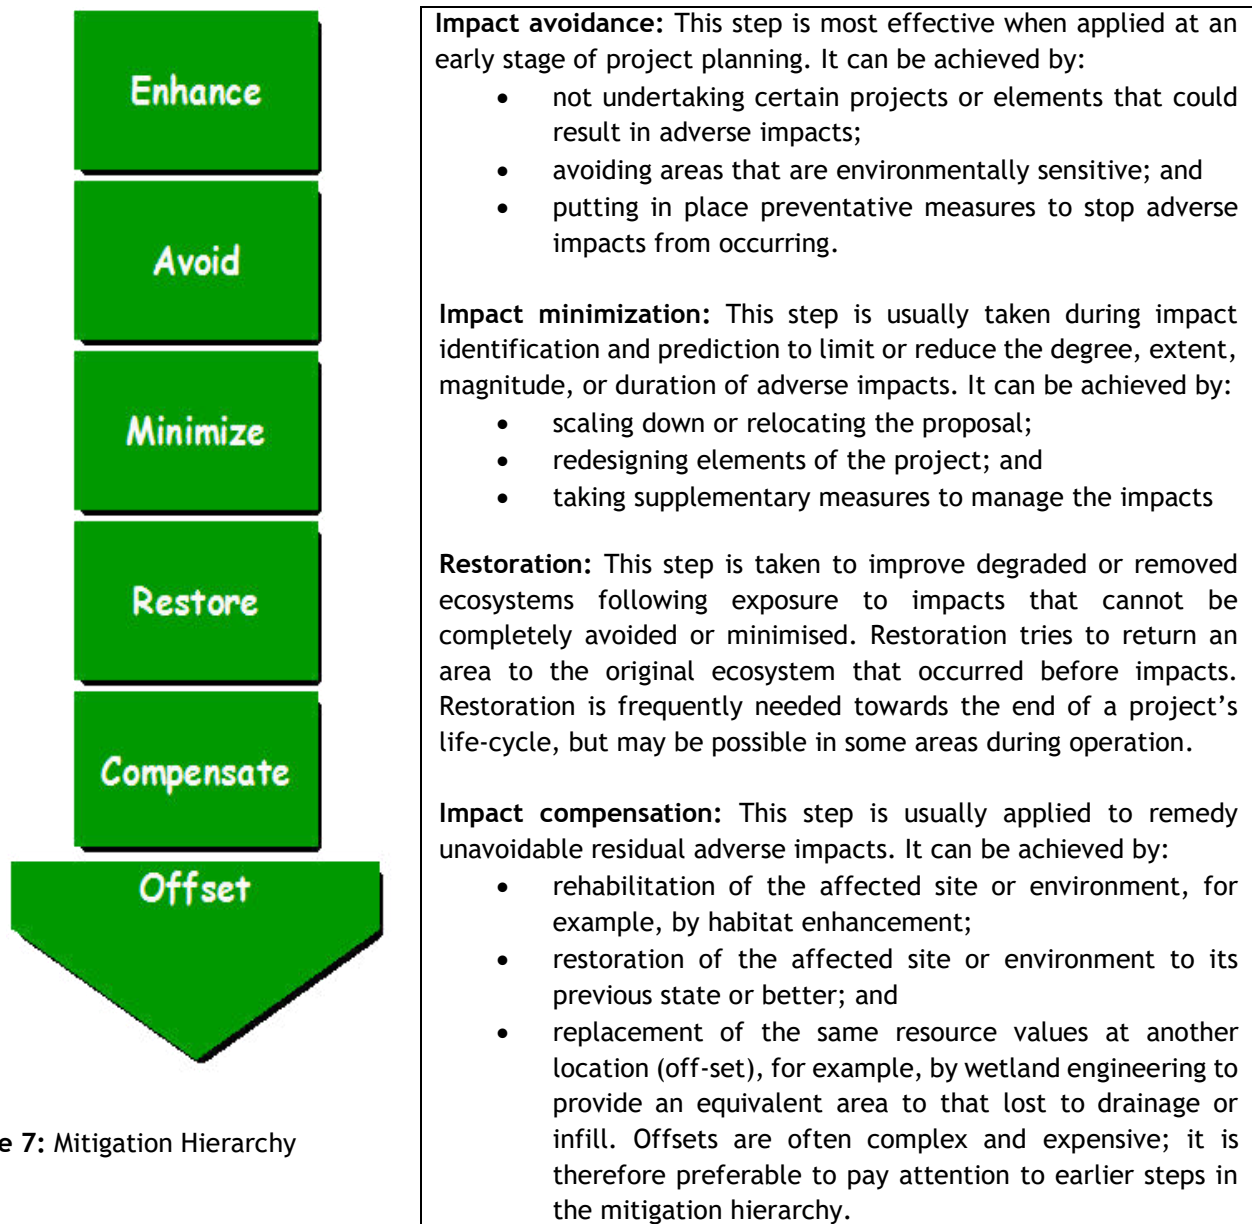 Enhance
Avoid
Minimize
Restore
Compensate
Offset
e 7: Mitigation Hierarchy
Impact avoidance: This step is most effective when applied at an
early stage of project planning. It can be achieved by:
• not undertaking certain projects or elements that could
result in adverse impacts;
• avoiding areas that are environmentally sensitive; and
• putting in place preventative measures to stop adverse
impacts from occurring.
Impact minimization: This step is usually taken during impact
identification and prediction to limit or reduce the degree, extent,
magnitude, or duration of adverse impacts. It can be achieved by:
• scaling down or relocating the proposal;
• redesigning elements of the project; and
• taking supplementary measures to manage the impacts
Restoration: This step is taken to improve degraded or removed
ecosystems following exposure to impacts that cannot be
completely avoided or minimised. Restoration tries to return an
area to the original ecosystem that occurred before impacts.
Restoration is frequently needed towards the end of a project’s
life-cycle, but may be possible in some areas during operation.
Impact compensation: This step is usually applied to remedy
unavoidable residual adverse impacts. It can be achieved by:
• rehabilitation of the affected site or environment, for
example, by habitat enhancement;
• restoration of the affected site or environment to its
previous state or better; and
• replacement of the same resource values at another
location (off-set), for example, by wetland engineering to
provide an equivalent area to that lost to drainage or
infill. Offsets are often complex and expensive; it is
therefore preferable to pay attention to earlier steps in
the mitigation hierarchy.